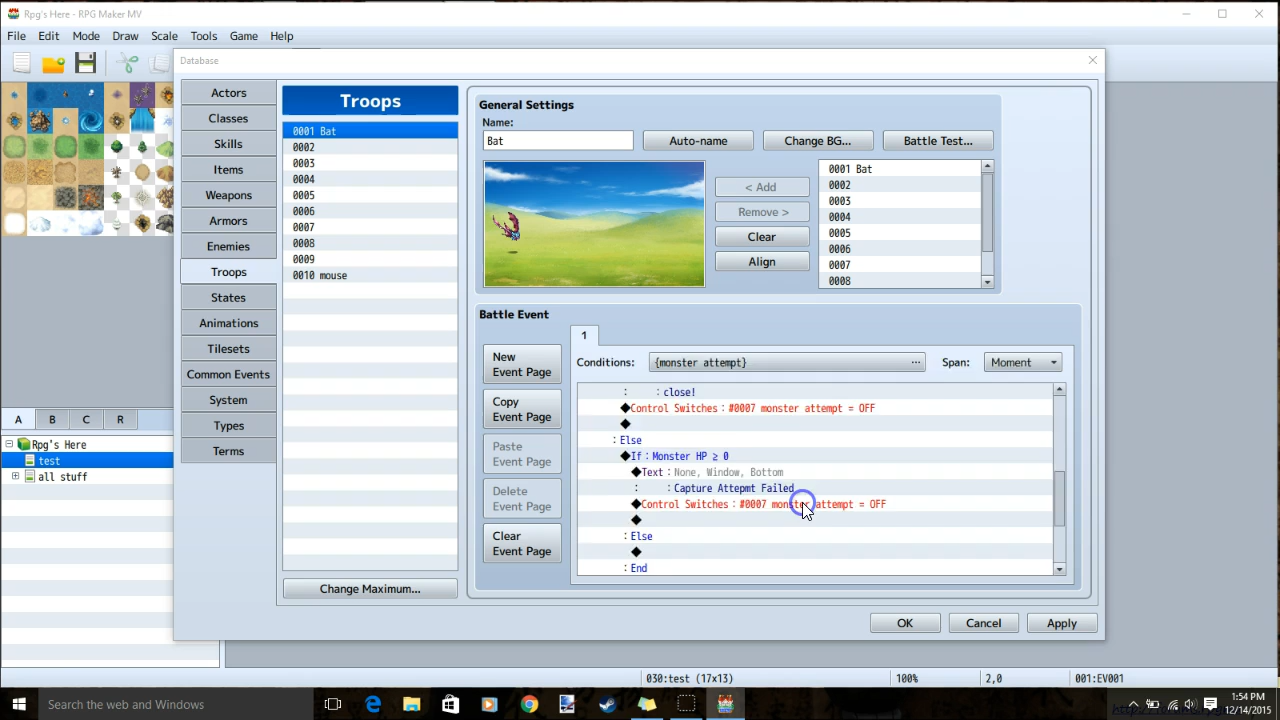 Rpg's Here - RPG Maker MV
File Edit Mode Draw Scale Tools Game Help
Database
Actors
Classes
Skills
Items
Weapons
Armors
Enemies
Troops
States
Animations
Tilesets
Common Events
System
Types
Terms
Troops
0001 Bat
0002
0003
0004
0005
0006
0007
0008
0009
0010 mouse
Change Maximum...
General Settings
Name:
Bat
Auto-name
Change BG...
Battle Test...
< Add
Remove >
Clear
Align
0001 Bat
0002
0003
0004
0005
0006
0007
0008
Battle Event
1
New
Event Page
Copy
Event Page
Paste
Event Page
Delete
Event Page
Clear
Event Page
Conditions: {monster attempt} ... Span: Moment
: : close!
◆Control Switches : #0007 monster attempt = OFF
◆
: Else
◆If : Monster HP ≥ 0
◆Text : None, Window, Bottom
: : Capture Attepmt Failed
◆Control Switches : #0007 monster attempt = OFF
◆
: Else
◆
: End
OK
Cancel
Apply
A B C R
Rpg's Here
test
all stuff
030:test (17x13)
100%
2,0
001:EV001
Search the web and Windows
1:54 PM
12/14/2015